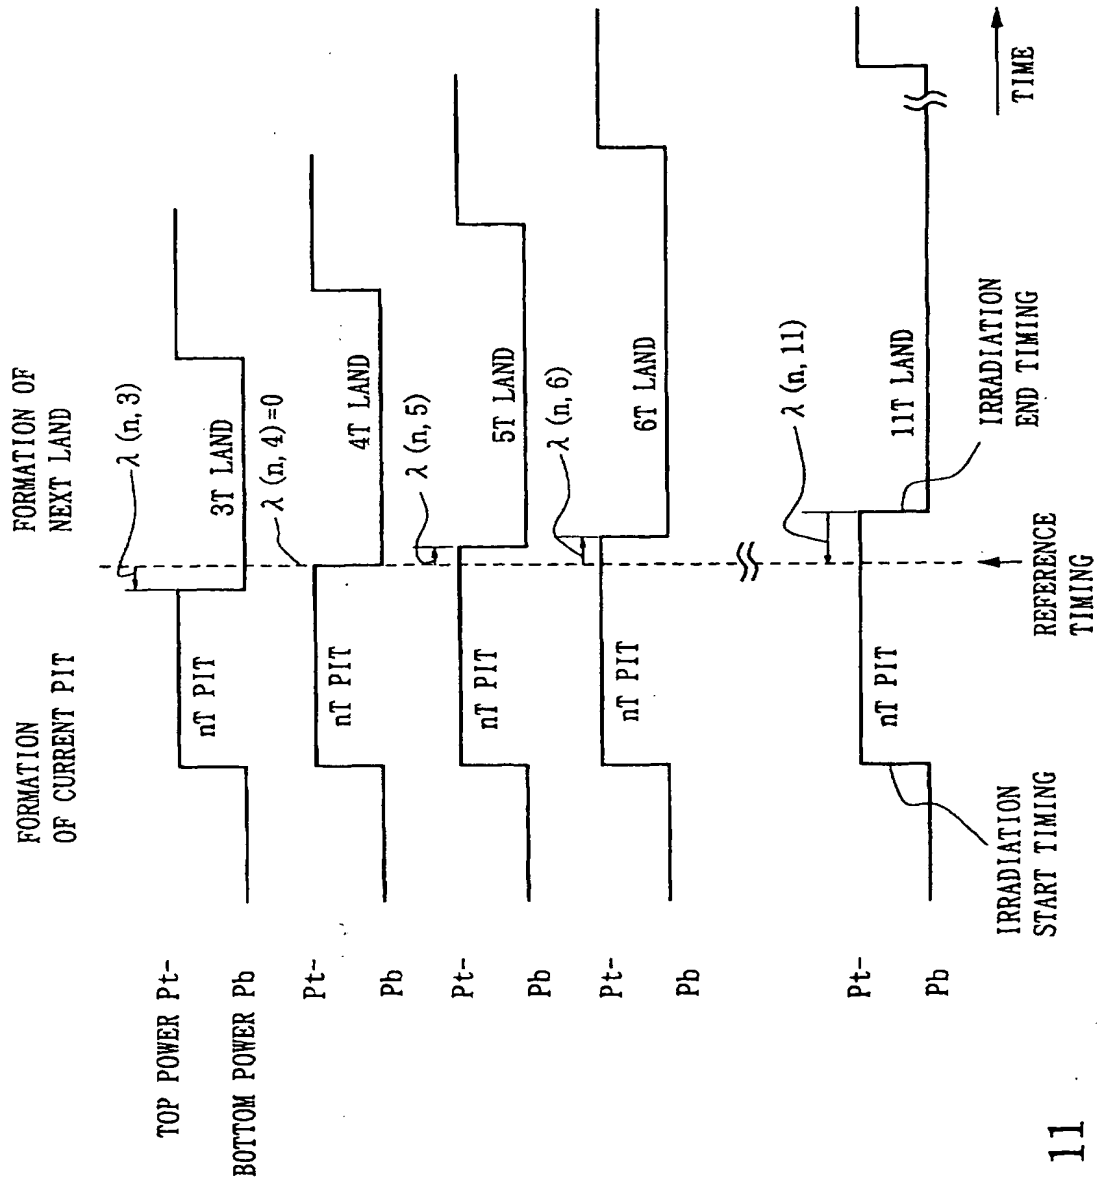 FORMATION
OF CURRENT PIT
FORMATION OF
NEXT LAND
TOP POWER Pt-
BOTTOM POWER Pb
nT PIT
3T LAND
λ (n, 3)
Pt-
Pb
nT PIT
4T LAND
λ (n, 4)=0
Pt-
Pb
nT PIT
5T LAND
λ (n, 5)
Pt-
Pb
nT PIT
6T LAND
λ (n, 6)
Pt-
Pb
nT PIT
11T LAND
λ (n, 11)
IRRADIATION
START TIMING
REFERENCE
TIMING
IRRADIATION
END TIMING
TIME
11